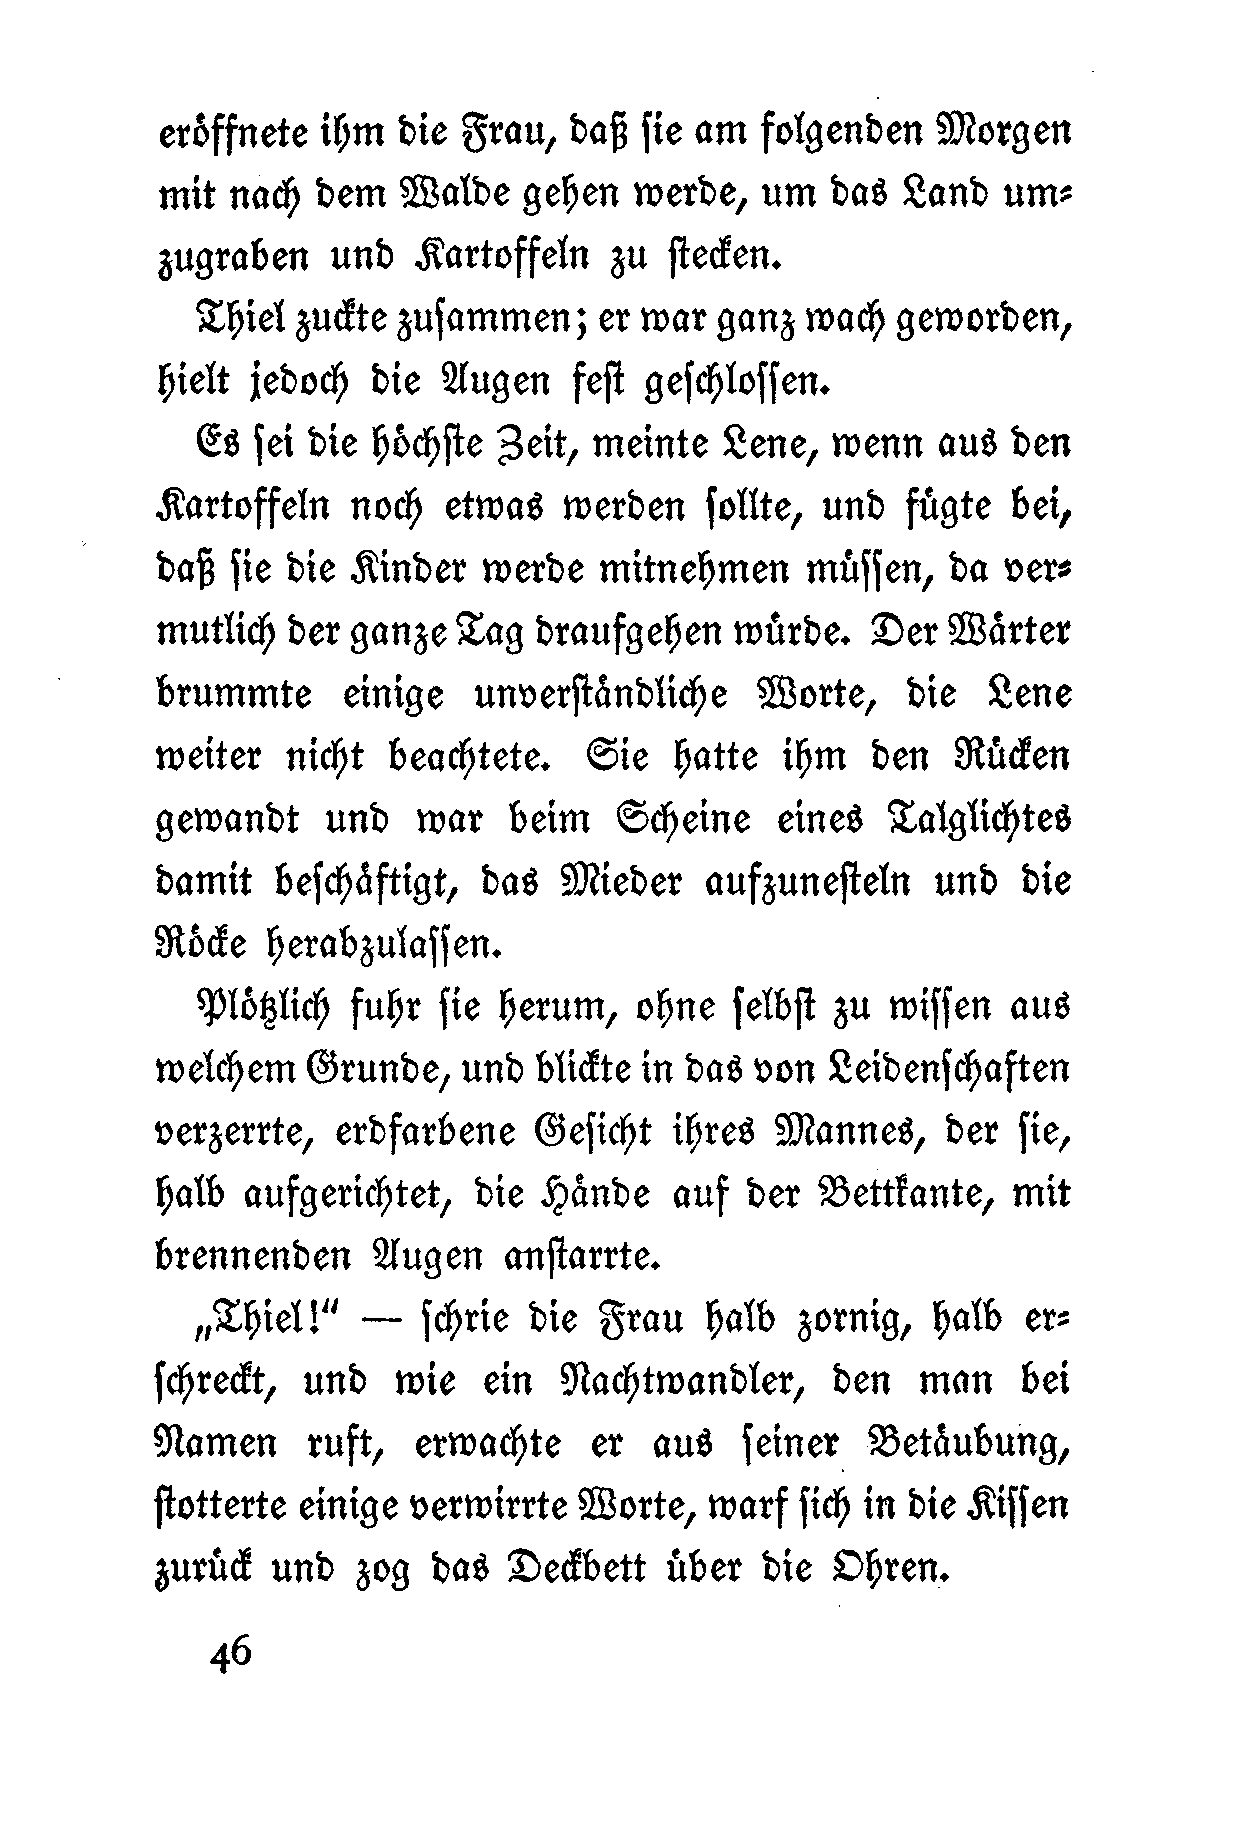 eröffnete ihm die Frau, daß sie am folgenden Morgen
mit nach dem Walde gehen werde, um das Land um⸗
zugraben und Kartoffeln zu stecken.
Thiel zuckte zusammen; er war ganz wach geworden,
hielt jedoch die Augen fest geschlossen.
Es sei die höchste Zeit, meinte Lene, wenn aus den
Kartoffeln noch etwas werden sollte, und fügte bei,
daß sie die Kinder werde mitnehmen müssen, da ver⸗
mutlich der ganze Tag draufgehen würde. Der Wärter
brummte einige unverständliche Worte, die Lene
weiter nicht beachtete. Sie hatte ihm den Rücken
gewandt und war beim Scheine eines Talglichtes
damit beschäftigt, das Mieder aufzunesteln und die
Röcke herabzulassen.
Plötzlich fuhr sie herum, ohne selbst zu wissen aus
welchem Grunde, und blickte in das von Leidenschaften
verzerrte, erdfarbene Gesicht ihres Mannes, der sie,
halb aufgerichtet, die Hände auf der Bettkante, mit
brennenden Augen anstarrte.
„Thiel!“ — schrie die Frau halb zornig, halb er⸗
schreckt, und wie ein Nachtwandler, den man bei
Namen ruft, erwachte er aus seiner Betäubung,
stotterte einige verwirrte Worte, warf sich in die Kissen
zurück und zog das Deckbett über die Ohren.
46